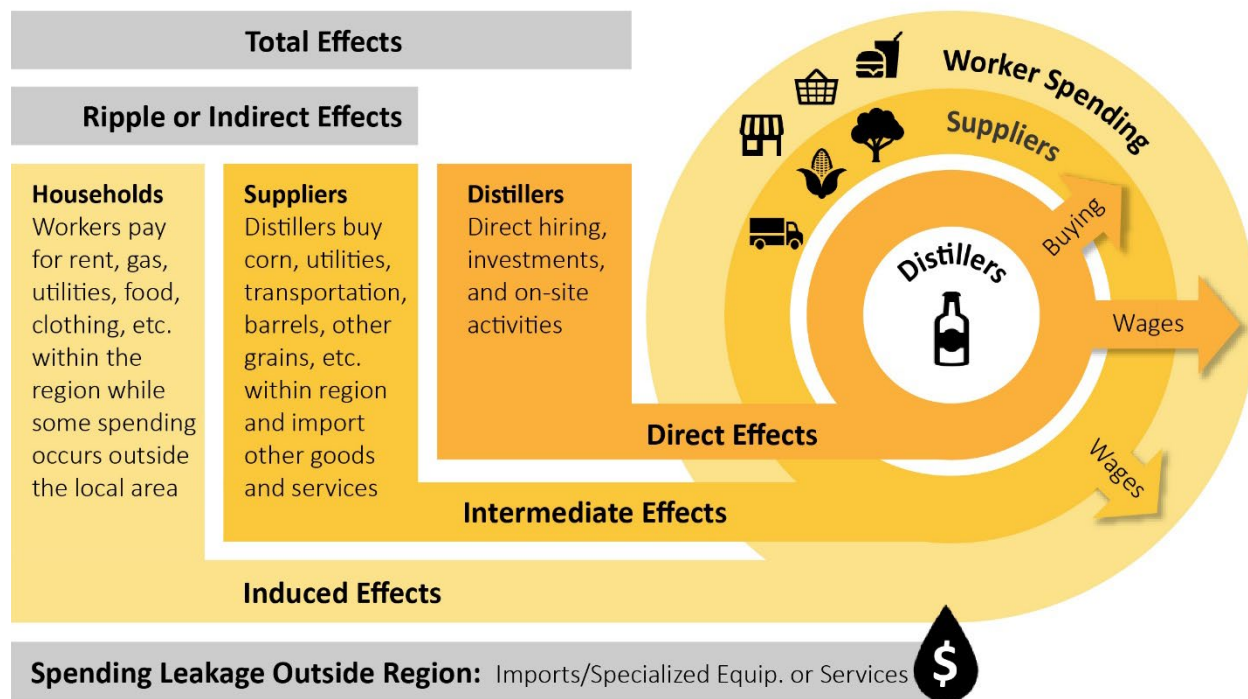 Total Effects
Ripple or Indirect Effects
Households
Workers pay
for rent, gas,
utilities, food,
clothing, etc.
within the
region while
some spending
occurs outside
the local area
Suppliers
Distillers buy
corn, utilities,
transportation,
barrels, other
grains, etc.
within region
and import
other goods
and services
Distillers
Direct hiring,
investments,
and on-site
activities
Worker Spending
Suppliers
Distillers
Buying
Wages
Wages
Direct Effects
Intermediate Effects
Induced Effects
$
Spending Leakage Outside Region: Imports/Specialized Equip. or Services